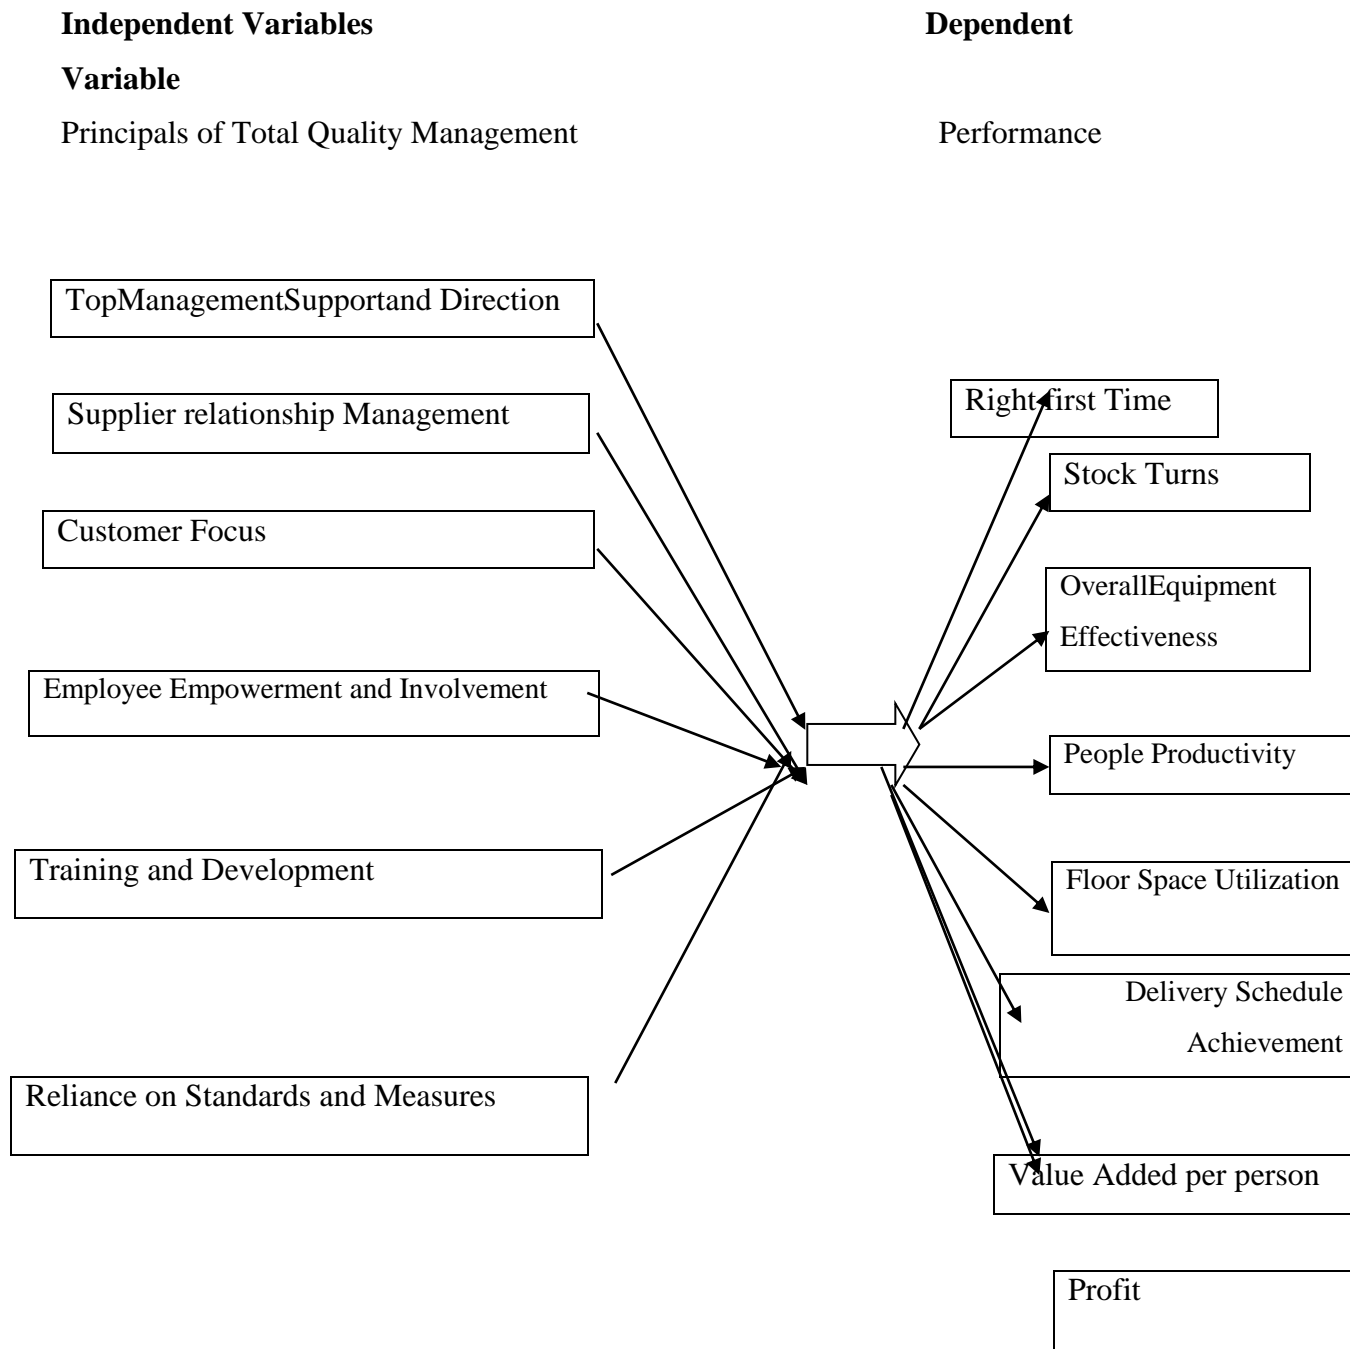 Independent Variables Dependent
Variable
Principals of Total Quality Management Performance
TopManagementSupportand Direction
Supplier relationship Management
Customer Focus
Employee Empowerment and Involvement
Training and Development
Reliance on Standards and Measures
Right first Time
Stock Turns
OverallEquipment
Effectiveness
People Productivity
Floor Space Utilization
Delivery Schedule
Achievement
Value Added per person
Profit